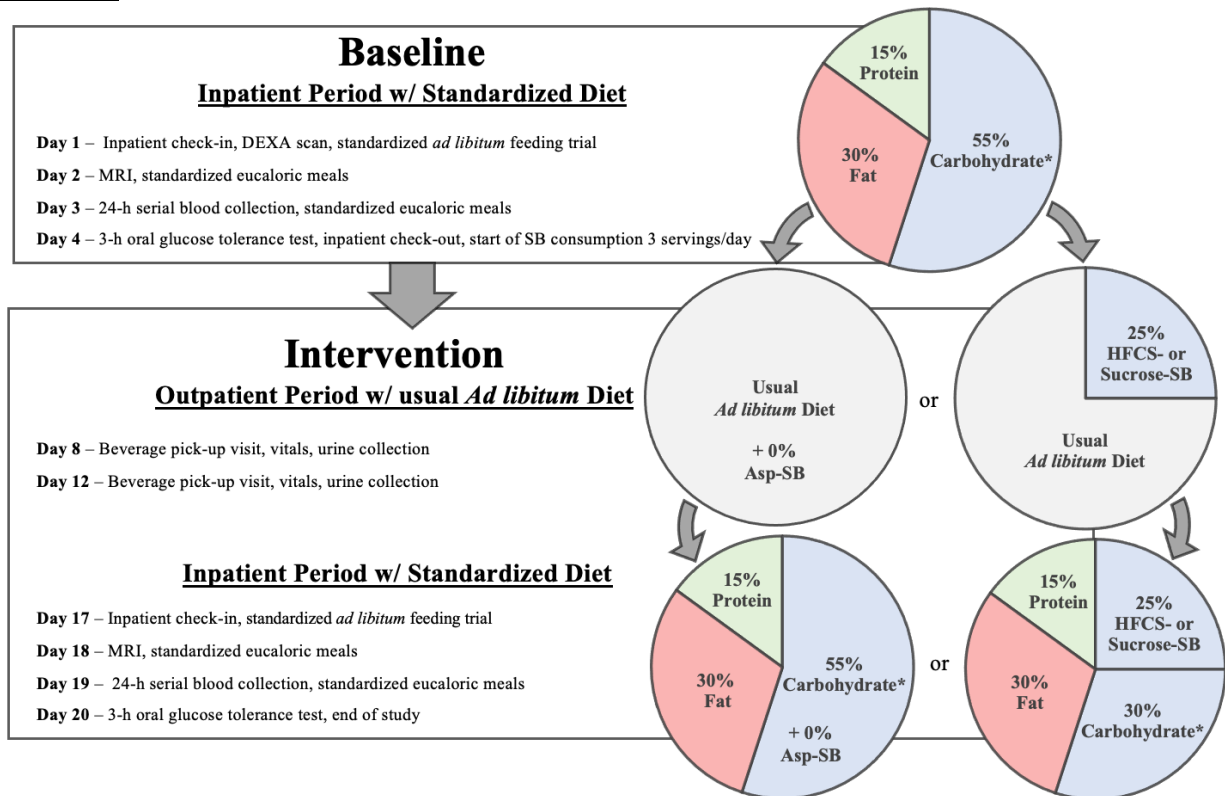 Baseline
Inpatient Period w/ Standardized Diet
Day 1 – Inpatient check-in, DEXA scan, standardized ad libitum feeding trial
Day 2 – MRI, standardized eucaloric meals
Day 3 – 24-h serial blood collection, standardized eucaloric meals
Day 4 – 3-h oral glucose tolerance test, inpatient check-out, start of SB consumption 3 servings/day
15%
Protein
30%
Fat
55%
Carbohydrate*
Intervention
Outpatient Period w/ usual Ad libitum Diet
Day 8 – Beverage pick-up visit, vitals, urine collection
Day 12 – Beverage pick-up visit, vitals, urine collection
Usual
Ad libitum Diet
+ 0%
Asp-SB
or
25%
HFCS- or
Sucrose-SB
Usual
Ad libitum Diet
Inpatient Period w/ Standardized Diet
Day 17 – Inpatient check-in, standardized ad libitum feeding trial
Day 18 – MRI, standardized eucaloric meals
Day 19 – 24-h serial blood collection, standardized eucaloric meals
Day 20 – 3-h oral glucose tolerance test, end of study
15%
Protein
30%
Fat
55%
Carbohydrate*
+ 0%
Asp-SB
or
15%
Protein
25%
HFCS- or
Sucrose-SB
30%
Fat
30%
Carbohydrate*